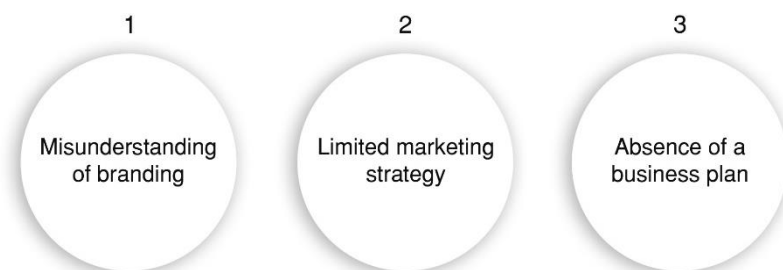 1
Misunderstanding
of branding
2
Limited marketing
strategy
3
Absence of a
business plan